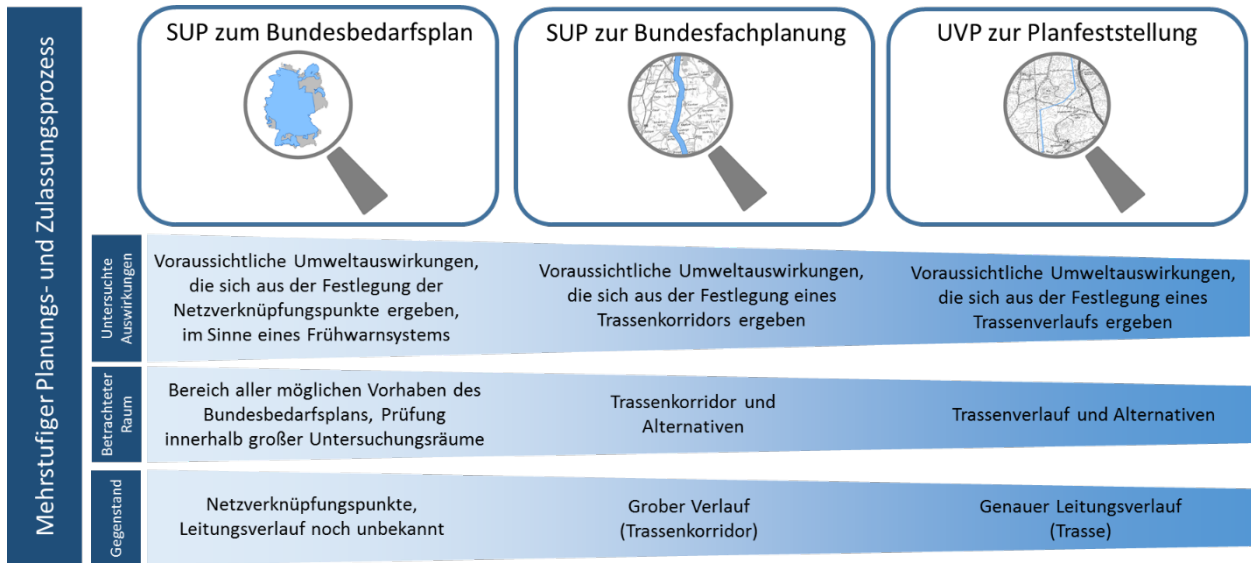 Mehrstufiger Planungs- und Zulassungsprozess
SUP zum Bundesbedarfsplan
SUP zur Bundesfachplanung
UVP zur Planfeststellung
Untersuchte
Auswirkungen
Voraussichtliche Umweltauswirkungen,
die sich aus der Festlegung der
Netzverknüpfungspunkte ergeben,
im Sinne eines Frühwarnsystems
Voraussichtliche Umweltauswirkungen,
die sich aus der Festlegung eines
Trassenkorridors ergeben
Voraussichtliche Umweltauswirkungen,
die sich aus der Festlegung eines
Trassenverlaufs ergeben
Betrachteter
Raum
Bereich aller möglichen Vorhaben des
Bundesbedarfsplans, Prüfung
innerhalb großer Untersuchungsräume
Trassenkorridor und
Alternativen
Trassenverlauf und Alternativen
Gegenstand
Netzverknüpfungspunkte,
Leitungsverlauf noch unbekannt
Grober Verlauf
(Trassenkorridor)
Genauer Leitungsverlauf
(Trasse)